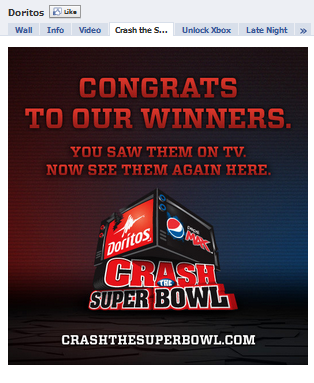 Doritos Like
Wall Info Video Crash the S... Unlock Xbox Late Night »
CONGRATS
TO OUR WINNERS.
YOU SAW THEM ON TV.
NOW SEE THEM AGAIN HERE.
Doritos
PEPSI
MAX
CRASH
THE
SUPER BOWL
CRASHTHESUPERBOWL.COM